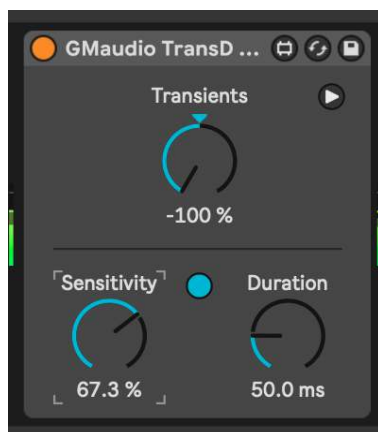 GMaudio TransD ...
Transients
-100 %
Sensitivity
Duration
67.3 %
50.0 ms